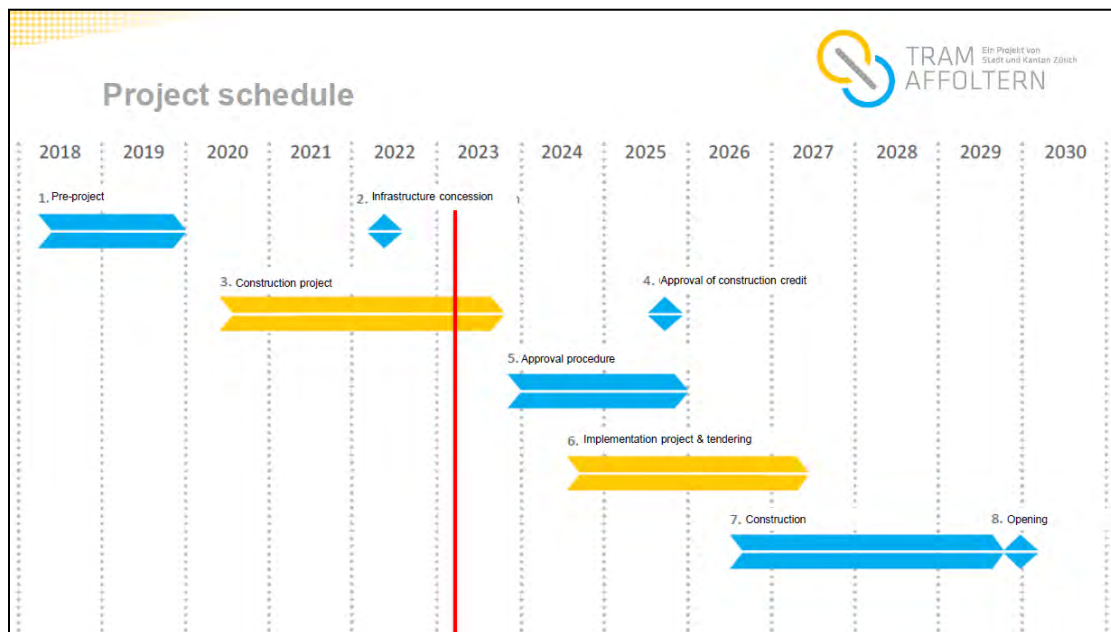 Project schedule
TRAM
AFFOLTERN
Ein Projekt von
Stadt und Kanton Zürich
2018 2019 2020 2021 2022 2023 2024 2025 2026 2027 2028 2029 2030
1. Pre-project
2. Infrastructure concession
3. Construction project
4. Approval of construction credit
5. Approval procedure
6. Implementation project & tendering
7. Construction
8. Opening